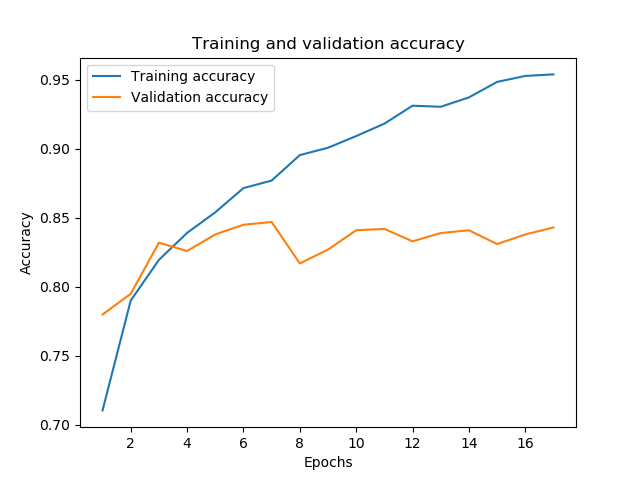 Training and validation accuracy
Training accuracy
Validation accuracy
0.95
0.90
0.85
0.80
0.75
0.70
Accuracy
2 4 6 8 10 12 14 16
Epochs